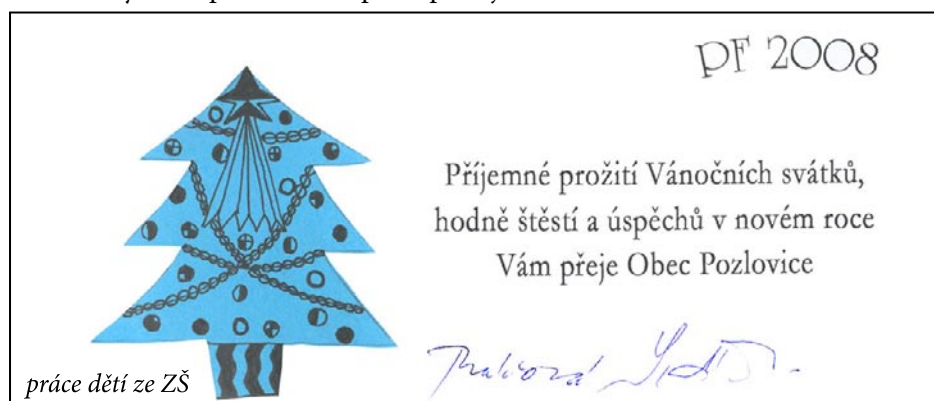 PF 2008
Příjemné prožití Vánočních svátků,
hodně štěstí a úspěchů v novém roce
Vám přeje Obec Pozlovice
práce dětí ze ZŠ